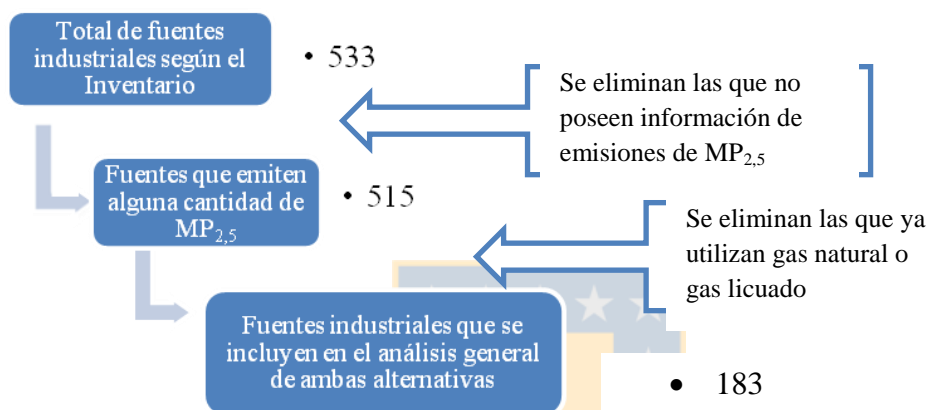 Total de fuentes
industriales según el
Inventario
• 533
Se eliminan las que no
poseen información de
emisiones de MP2,5
Fuentes que emiten
alguna cantidad de
MP2,5
• 515
Se eliminan las que ya
utilizan gas natural o
gas licuado
Fuentes industriales que se
incluyen en el análisis general
de ambas alternativas
• 183